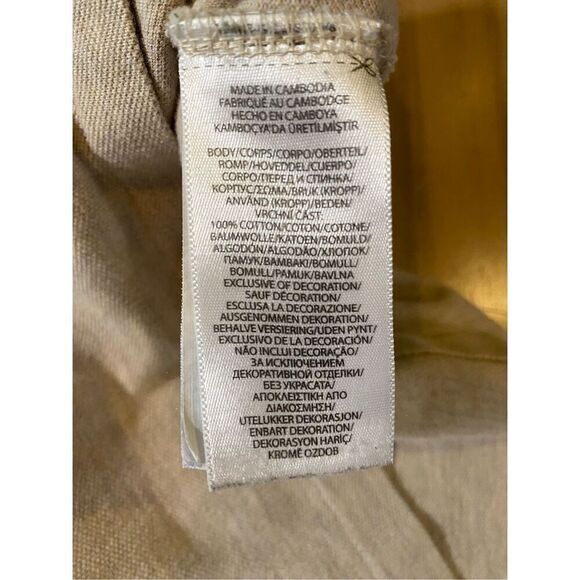 MADE IN CAMBODIA
FABRIQUÉ AU CAMBODGE
HECHO EN CAMBOYA
KAMBOÇYA'DA ÜRETİLMİŞTİR
BODY/CORPS/CORPO/OBERTEIL/
ROMP/HOVEDDEL/CUERPO/
CORPO/ПЕРЕД И СПИНКА/
КОРПУС/ΣΩΜΑ/BRUK (KROPP)/
ANVÄND (KROPP)/BEDEN/
VRCHNÍ ČÁST
100% COTTON/COTON/COTONE/
BAUMWOLLE/KATOEN/BOMULD/
ALGODÓN/ALGODÃO/ХЛОПОК/
ПАМУК/ΒΑΜΒΑΚΙ/BOMULL/
BOMULL/PAMUK/BAVLNA
EXCLUSIVE OF DECORATION/
SAUF DÉCORATION/
ESCLUSA LA DECORAZIONE/
AUSGENOMMEN DEKORATION/
BEHALVE VERSIERING/UDEN PYNT/
EXCLUSIVO DE LA DECORACIÓN/
NÃO INCLUI DECORAÇÃO/
ЗА ИСКЛЮЧЕНИЕМ
ДЕКОРАТИВНОЙ ОТДЕЛКИ/
БЕЗ УКРАСАТА/
ΑΠΟΚΛΕΙΣΤΙΚΗ ΑΠΟ
ΔΙΑΚΟΣΜΗΣΗ/
UTELUKKER DEKORASJON/
ENBART DEKORATION/
DEKORASYON HARİÇ/
KROMĚ OZDOB